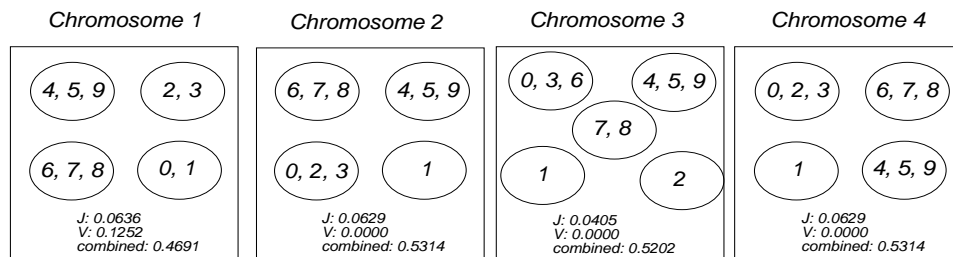 Chromosome 1
4, 5, 9
2, 3
6, 7, 8
0, 1
J: 0.0636
V: 0.1252
combined: 0.4691
Chromosome 2
6, 7, 8
4, 5, 9
0, 2, 3
1
J: 0.0629
V: 0.0000
combined: 0.5314
Chromosome 3
0, 3, 6
4, 5, 9
7, 8
1
2
J: 0.0405
V: 0.0000
combined: 0.5202
Chromosome 4
0, 2, 3
6, 7, 8
1
4, 5, 9
J: 0.0629
V: 0.0000
combined: 0.5314